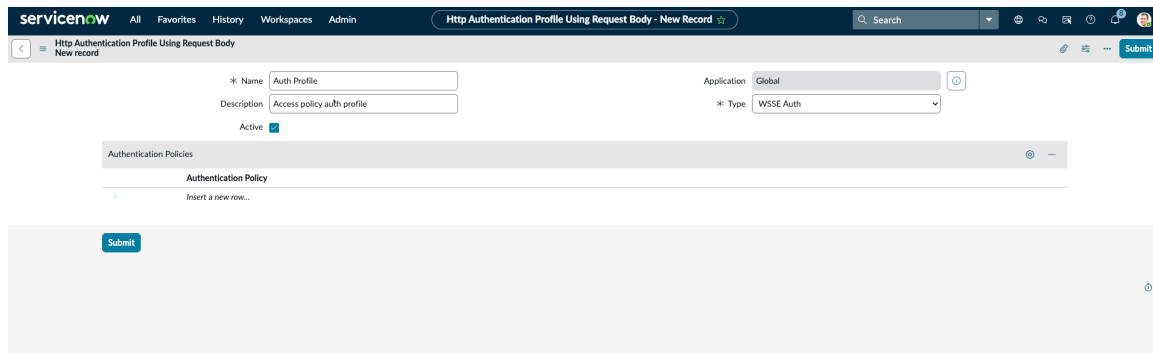 servicenow All Favorites History Workspaces Admin Http Authentication Profile Using Request Body - New Record Search 8
Http Authentication Profile Using Request Body
New record
Submit
* Name Auth Profile Application Global
Description Access policy auth profile * Type WSSE Auth
Active
Authentication Policies
Authentication Policy
Insert a new row...
Submit